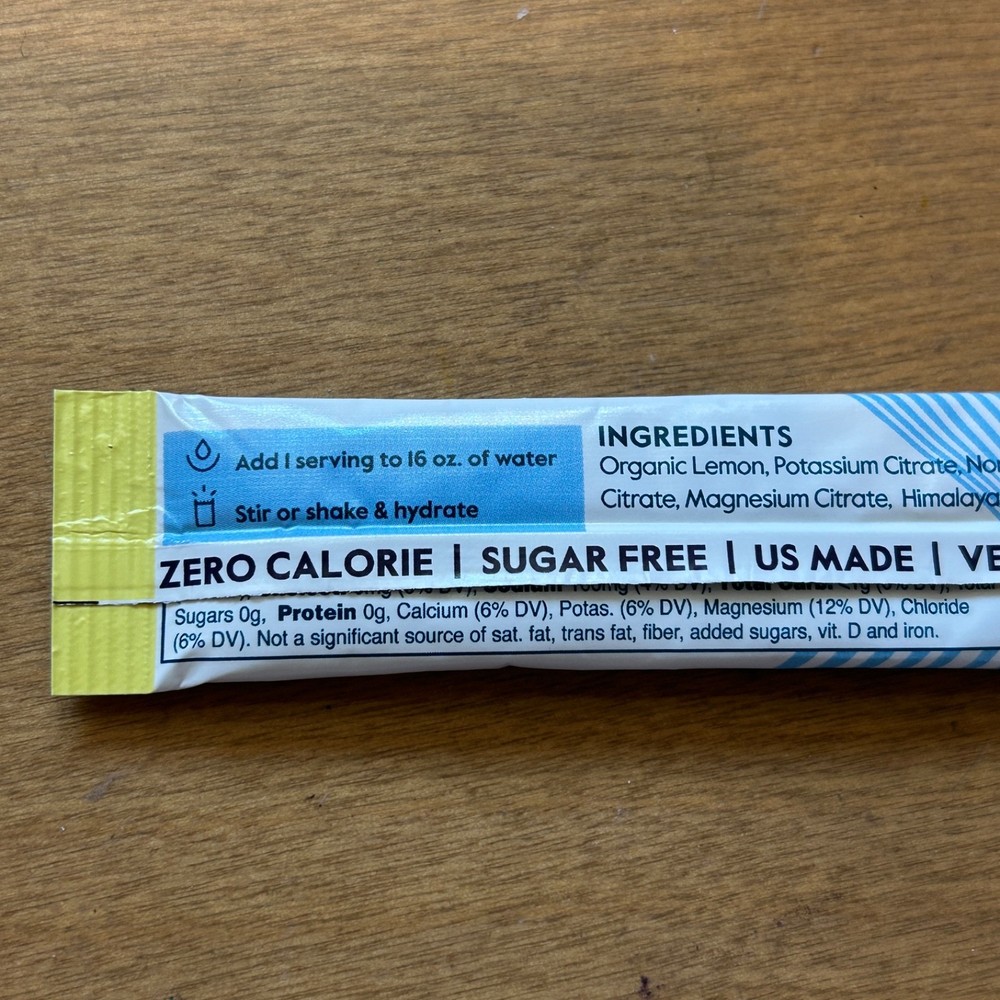 Add 1 serving to 16 oz. of water
Stir or shake & hydrate
INGREDIENTS
Organic Lemon, Potassium Citrate,
Citrate, Magnesium Citrate,
ZERO CALORIE | SUGAR FREE | US MADE |
Sugars 0g, Protein 0g, Calcium (6% DV), Potas. (6% DV), Magnesium (12% DV), Chloride
(6% DV). Not a significant source of sat. fat, trans fat, fiber, added sugars, vit. D and iron.